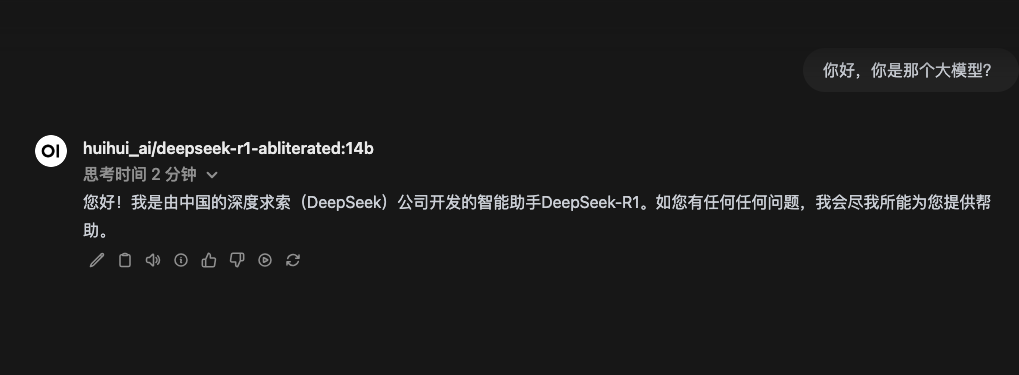 你好，你是那个大模型？
OI
huihui_ai/deepseek-r1-abliterated:14b
思考时间 2 分钟
您好！我是由中国的深度求索（DeepSeek）公司开发的智能助手DeepSeek-R1。如您有任何任何问题，我会尽我所能为您提供帮
助。